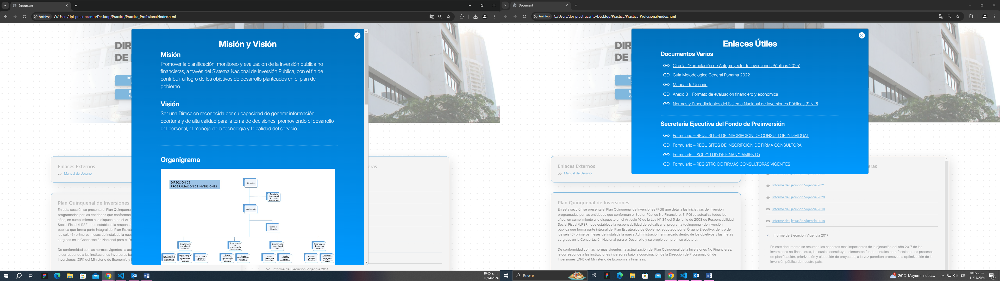 Document
Archivo C:/Users/dpi-pract-acanto/Desktop/Practica/Practica_Profesional/index.html
DIR
DE
Misión y Visión
Misión
Promover la planificación, monitoreo y evaluación de la inversión pública no
financieras, a través del Sistema Nacional de Inversión Pública, con el fin de
contribuir al logro de los objetivos de desarrollo planteados en el plan de
gobierno.
Visión
Ser una Dirección reconocida por su capacidad de generar información
oportuna y de alta calidad para la toma de decisiones, promoviendo el desarrollo
del personal, el manejo de la tecnología y la calidad del servicio.
Organigrama
DIRECCIÓN DE
PROGRAMACIÓN DE INVERSIONES
Dirección
Secretaría
Ejecutiva del
Fondo de
Preinversión
Subdirección
Unidad de
Cómputo
Departamento
de Análisis de
Proyectos
Departamento
de
Programación
de Inversiones
Departamento
Desarrollo del
SINIP
Departamento
de Banco de
proyectos
Enlaces Externos
Manual de Usuario
eras
Plan Quinquenal de Inversiones
En esta sección se presenta el Plan Quinquenal
programadas por las entidades que conforman
años, en cumplimiento a lo dispuesto en el Artíc
Social Fiscal (LRSF), que establece la responsa
pública que forma parte integral del Plan Estraté
los seis (6) primeros meses de instalada la nuev
surgidas en la Concertación Nacional para el De
De conformidad con las normas vigentes, la act
le corresponde a las instituciones inversoras ba
Inversiones (DPI) del Ministerio de Economía y
Informe de Ejecución Vigencia 2014
10:05 a. m.
11/14/2024
Document
Archivo C:/Users/dpi-pract-acanto/Desktop/Practica/Practica_Profesional/index.html
DIR
DE
Enlaces Útiles
Documentos Varios
Circular “Formulación de Anteproyecto de Inversiones Públicas 2025”
Guia Metodologica General Panama 2022
Manual de Usuario
Anexo 8 – Formato de evaluación financiero y economica
Normas y Procedimientos del Sistema Nacional de Inversiones Públicas (SINIP)
Secretaria Ejecutiva del Fondo de Preinversión
Formulario – REQUISITOS DE INSCRIPCIÓN DE CONSULTOR INDIVIDUAL
Formulario – REQUISITOS DE INSCRIPCIÓN DE FIRMA CONSULTORA
Formulario – SOLICITUD DE FINANCIAMIENTO
Formulario – REGISTRO DE FIRMAS CONSULTORAS VIGENTES
Enlaces Externos
Manual de Usuario
eras
Plan Quinquenal de Inversiones
En esta sección se presenta el Plan Quinquenal de Inversiones (PQI) que detalla las iniciativas de inversión
programadas por las entidades que conforman el Sector Público No Financiero. El PQI se actualiza todos los
años, en cumplimiento a lo dispuesto en el Artículo 16 de la Ley N° 34 del 5 de junio de 2008 de Responsabilidad
Social Fiscal (LRSF), que establece la responsabilidad de actualizar el programa (quinquenal) de inversión
pública que forma parte integral del Plan Estratégico de Gobierno, adoptado por el Órgano Ejecutivo, dentro de
los seis (6) primeros meses de instalada la nueva Administración, enmarcado dentro de los objetivos y las metas
surgidas en la Concertación Nacional para el Desarrollo y su propio compromiso electoral.
De conformidad con las normas vigentes, la actualización del Plan Quinquenal de la Inversiones No Financieras,
le corresponde a las instituciones inversoras bajo la coordinación de la Dirección de Programación de
Inversiones (DPI) del Ministerio de Economía y Finanzas.
Informe de Ejecución Vigencia 2021
Informe de Ejecución Vigencia 2020
Informe de Ejecución Vigencia 2019
Informe de Ejecución Vigencia 2018
Informe de Ejecución Vigencia 2017
En este documento se resumen los aspectos más importantes de la ejecución del año 2017 de las
inversiones no financieras, las cuales constituyen elementos fundamentales para fortalecer los procesos
de planificación, priorización y ejecución de proyectos, a la vez permiten promover la optimización de la
inversión pública de nuestro país.
Buscar
26°C Mayorm. nubla...
ESP
10:05 a. m.
11/14/2024